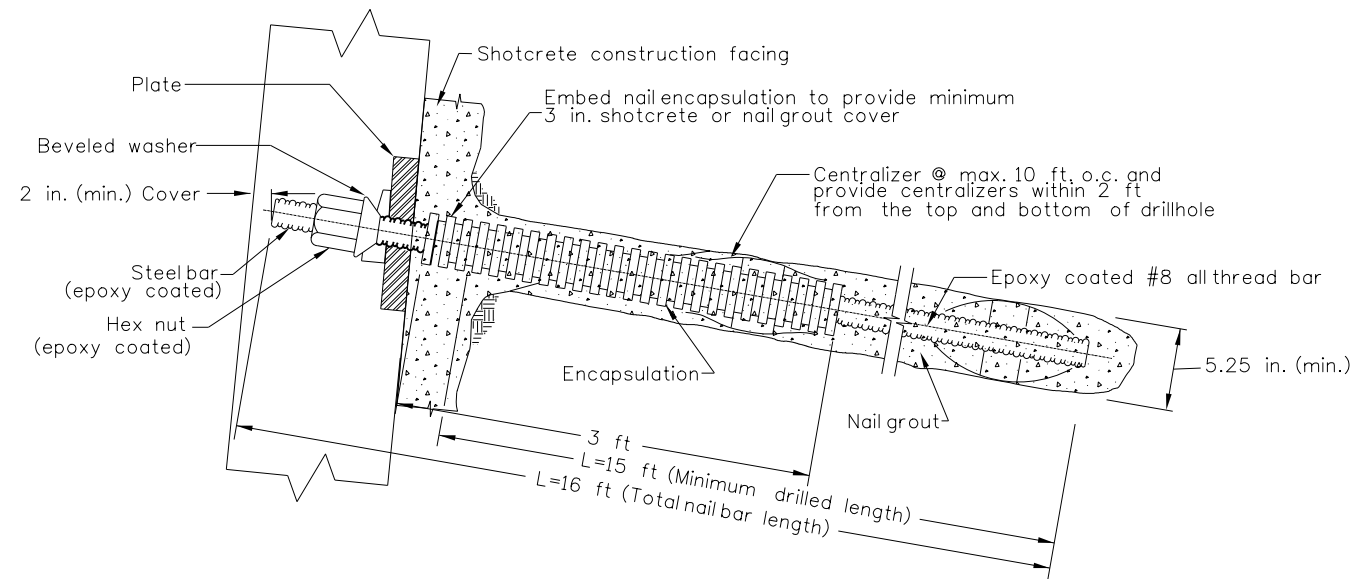 Shotcrete construction facing
Plate
Embed nail encapsulation to provide minimum
3 in. shotcrete or nail grout cover
Beveled washer
Centralizer @ max. 10 ft. o.c. and
provide centralizers within 2 ft
from the top and bottom of drillhole
2 in. (min.) Cover
Steel bar
(epoxy coated)
Epoxy coated #8 all thread bar
Hex nut
(epoxy coated)
Encapsulation
5.25 in. (min.)
Nail grout
3 ft
L=15 ft (Minimum drilled length)
L=16 ft (Total nail bar length)